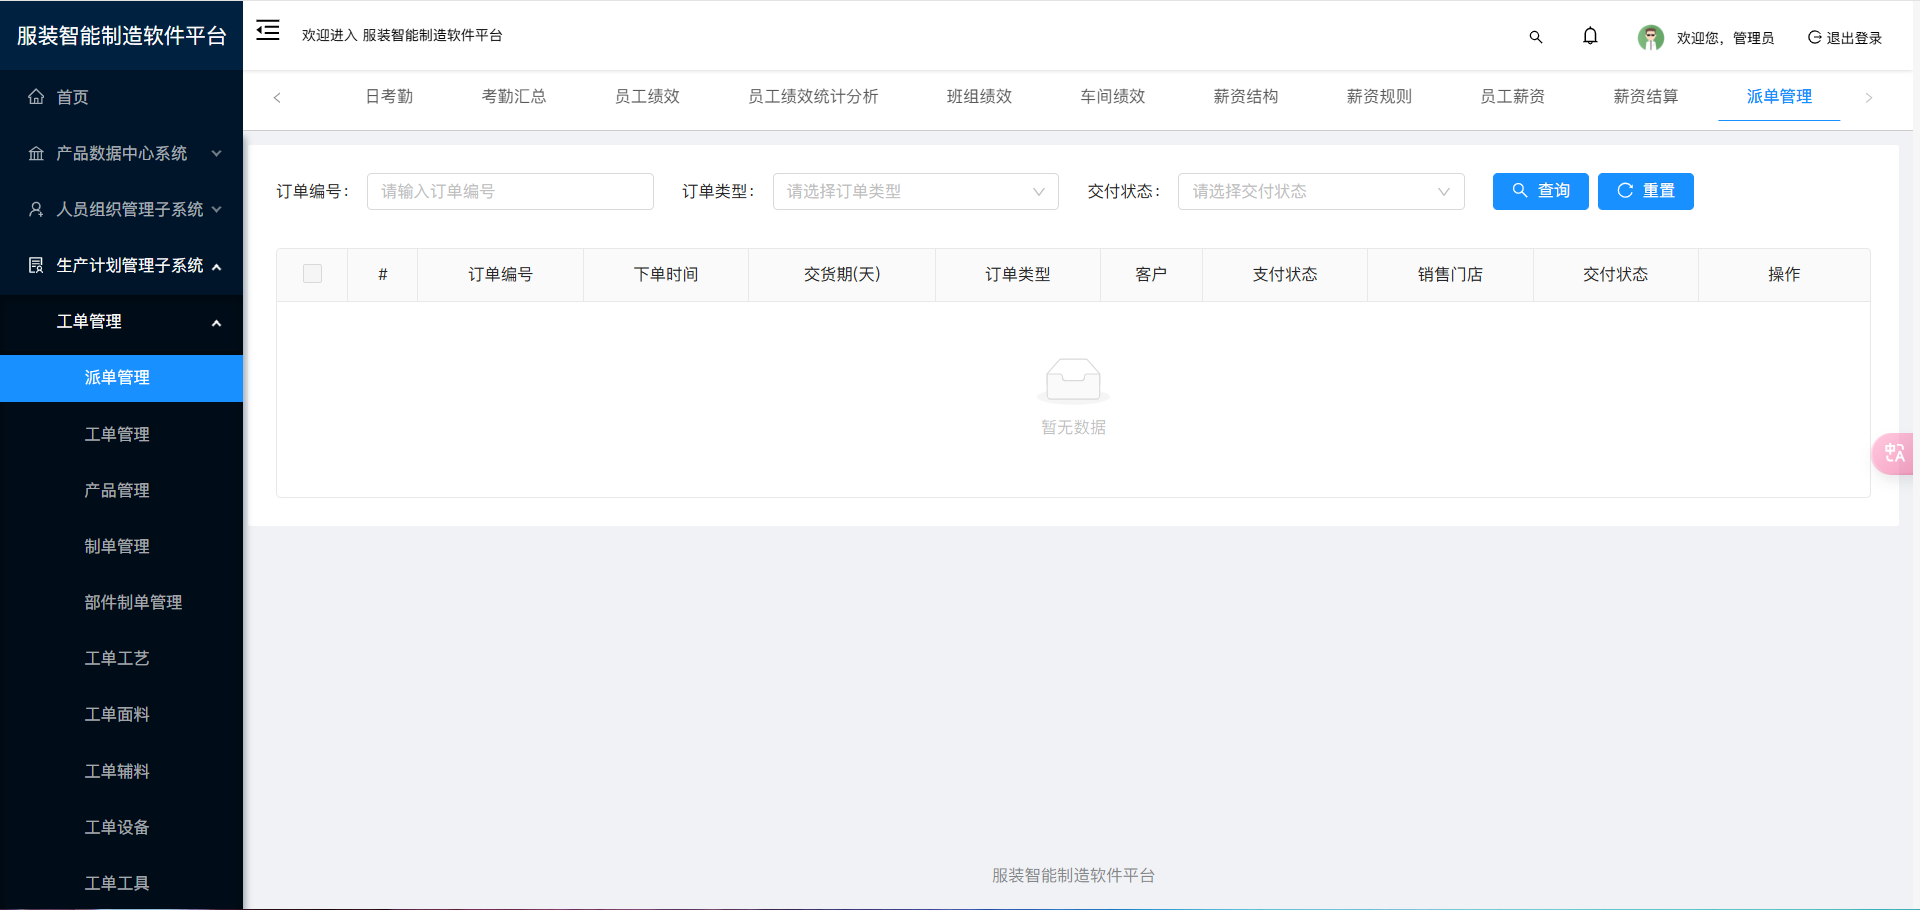 服装智能制造软件平台
欢迎进入 服装智能制造软件平台
欢迎您，管理员
退出登录
首页
产品数据中心系统
人员组织管理子系统
生产计划管理子系统
工单管理
派单管理
工单管理
产品管理
制单管理
部件制单管理
工单工艺
工单面料
工单辅料
工单设备
工单工具
日考勤 考勤汇总 员工绩效 员工绩效统计分析 班组绩效 车间绩效 薪资结构 薪资规则 员工薪资 薪资结算 派单管理
订单编号： 请输入订单编号 订单类型： 请选择订单类型 交付状态： 请选择交付状态 查询 重置
# 订单编号 下单时间 交货期(天) 订单类型 客户 支付状态 销售门店 交付状态 操作
暂无数据
中A
服装智能制造软件平台